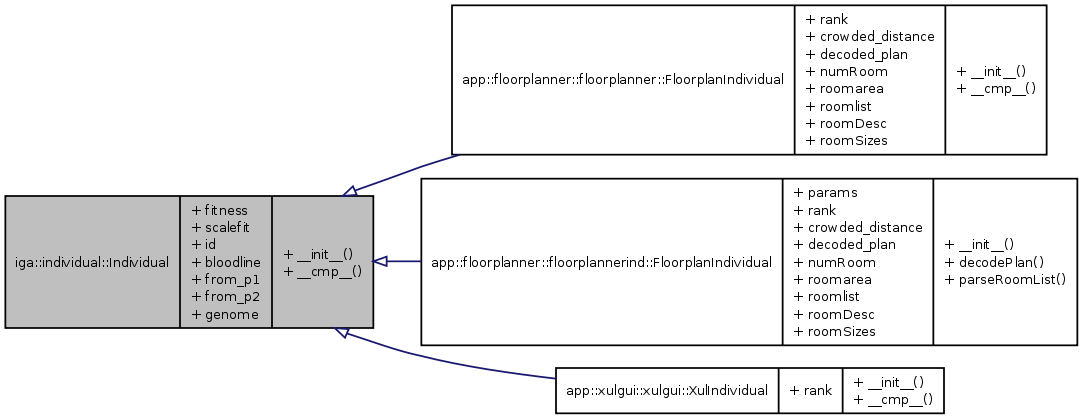 iga::individual::Individual
+ fitness
+ scalefit
+ id
+ bloodline
+ from_p1
+ from_p2
+ genome
+ __init__()
+ __cmp__()
app::floorplanner::floorplanner::FloorplanIndividual
+ rank
+ crowded_distance
+ decoded_plan
+ numRoom
+ roomarea
+ roomlist
+ roomDesc
+ roomSizes
+ __init__()
+ __cmp__()
app::floorplanner::floorplannerind::FloorplanIndividual
+ params
+ rank
+ crowded_distance
+ decoded_plan
+ numRoom
+ roomarea
+ roomlist
+ roomDesc
+ roomSizes
+ __init__()
+ decodePlan()
+ parseRoomList()
app::xulgui::xulgui::XulIndividual
+ rank
+ __init__()
+ __cmp__()